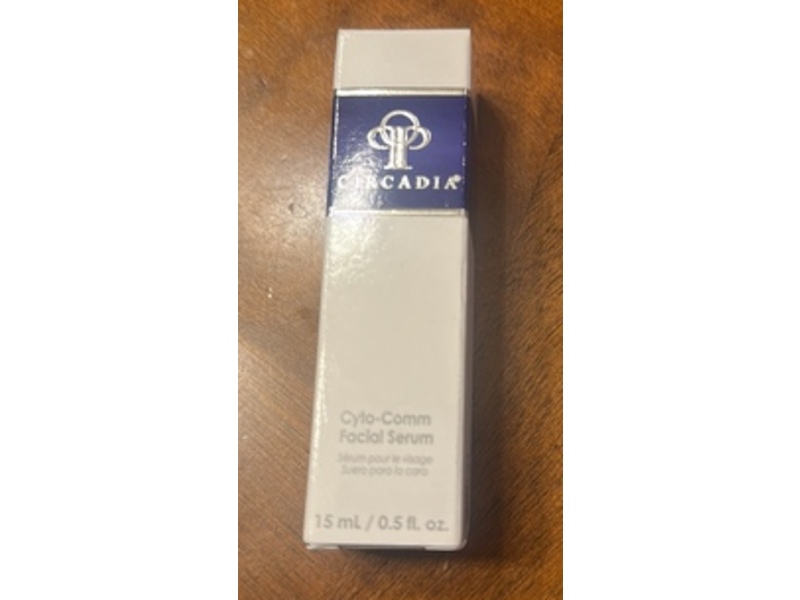 CIRCADIA®
Cyto-Comm
Facial Serum
Sérum pour le visage
Suero para la cara
15 mL / 0.5 fl. oz.